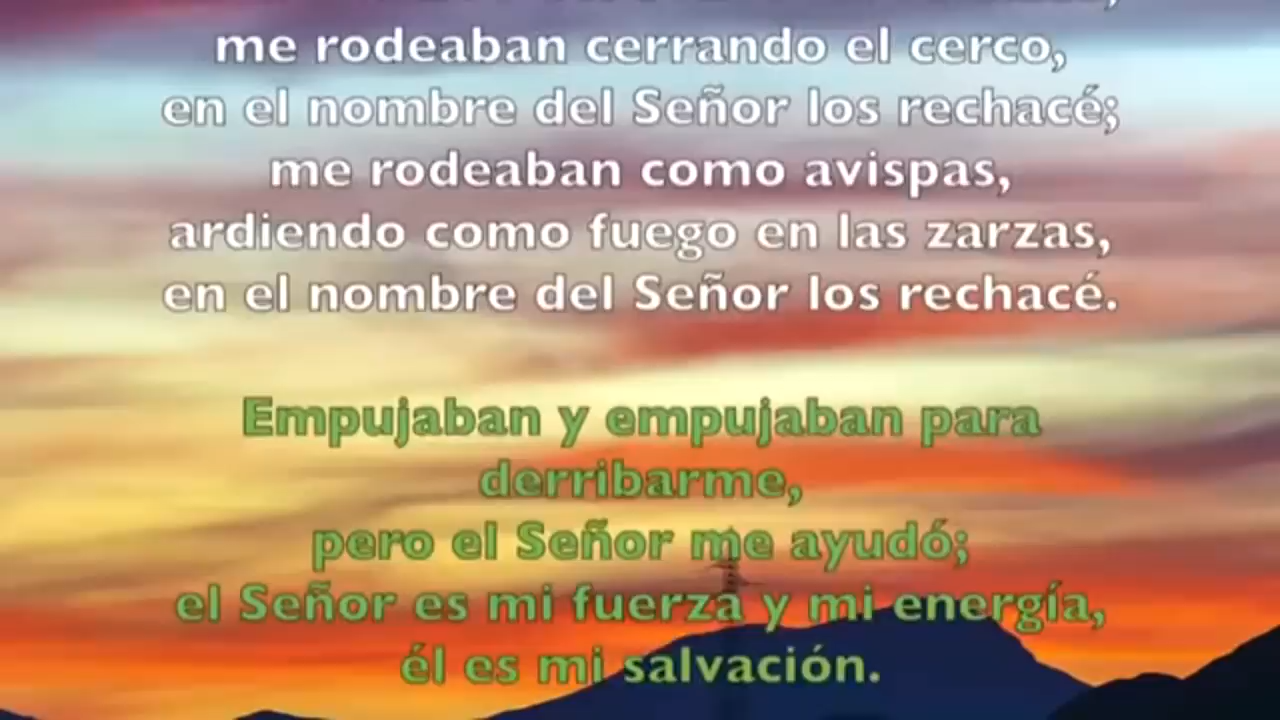 me rodeaban cerrando el cerco,
en el nombre del Señor los rechacé;
me rodeaban como avispas,
ardiendo como fuego en las zarzas,
en el nombre del Señor los rechacé.
Empujaban y empujaban para
derribarme,
pero el Señor me ayudó;
el Señor es mi fuerza y mi energía,
él es mi salvación.